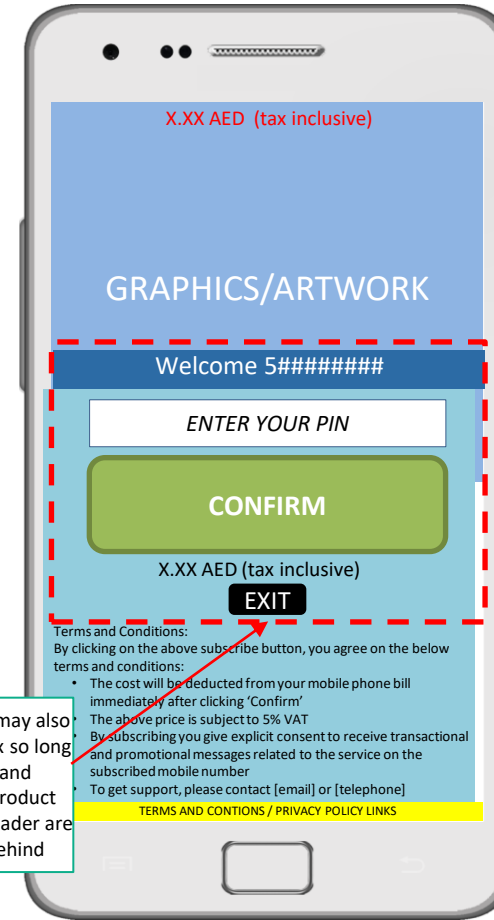 X.XX AED (tax inclusive)
GRAPHICS/ARTWORK
Welcome 5########
ENTER YOUR PIN
CONFIRM
X.XX AED (tax inclusive)
EXIT
Terms and Conditions:
By clicking on the above subscribe button, you agree on the below
terms and conditions:
• The cost will be deducted from your mobile phone bill
immediately after clicking ‘Confirm’
• The above price is subject to 5% VAT
• By subscribing you give explicit consent to receive transactional
and promotional messages related to the service on the
subscribed mobile number
• To get support, please contact [email] or [telephone]
TERMS AND CONTIONS / PRIVACY POLICY LINKS
may also
so long
and
roduct
ader are
ehind